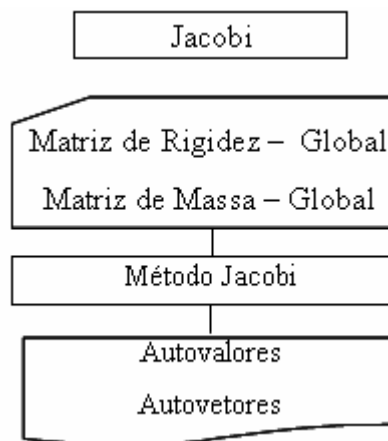 Jacobi
Matriz de Rigidez – Global
Matriz de Massa – Global
Método Jacobi
Autovalores
Autovetores